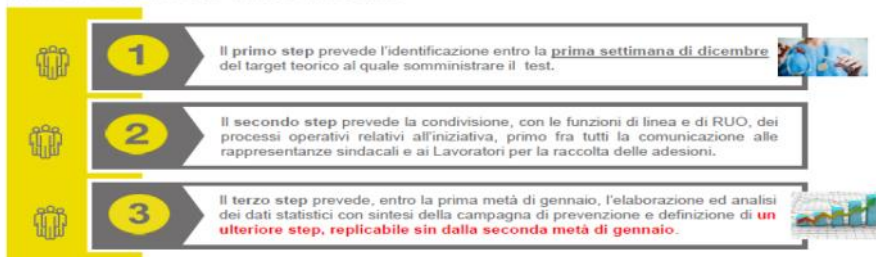 1
Il primo step prevede l'identificazione entro la prima settimana di dicembre
del target teorico al quale somministrare il test.
2
Il secondo step prevede la condivisione, con le funzioni di linea e di RUO, dei
processi operativi relativi all'iniziativa, primo fra tutti la comunicazione alle
rappresentanze sindacali e ai Lavoratori per la raccolta delle adesioni.
3
Il terzo step prevede, entro la prima metà di gennaio, l'elaborazione ed analisi
dei dati statistici con sintesi della campagna di prevenzione e definizione di un
ulteriore step, replicabile sin dalla seconda metà di gennaio.